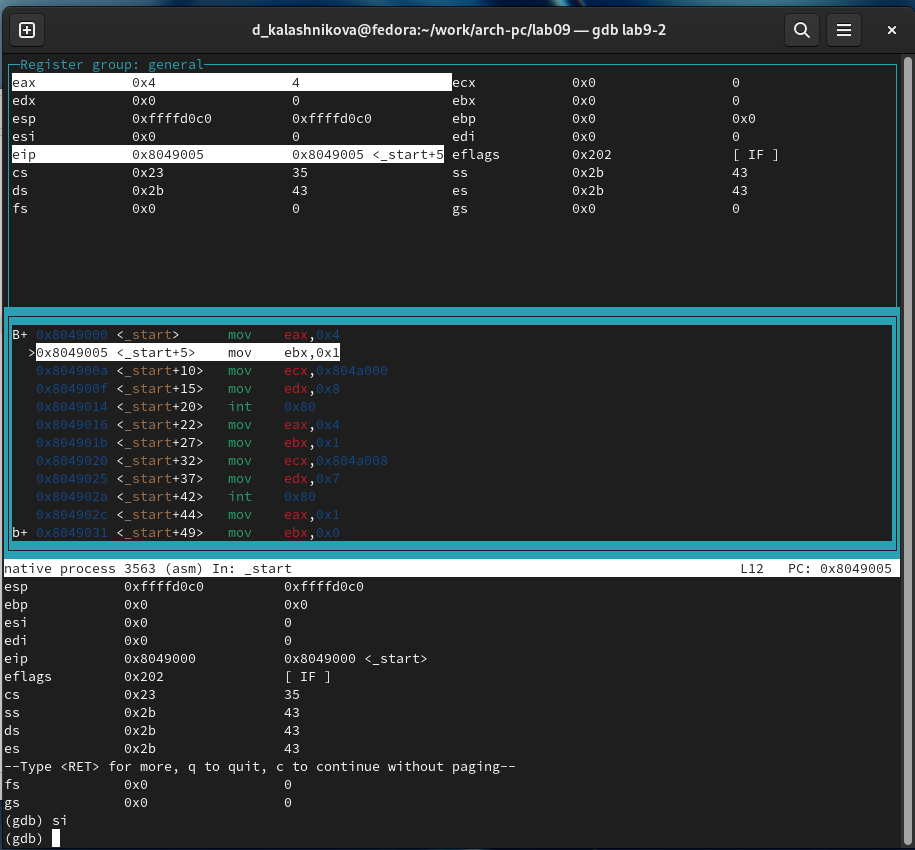 d_kalashnikova@fedora:~/work/arch-pc/lab09 — gdb lab9-2
Register group: general
eax 0x4 4 ecx 0x0 0
edx 0x0 0 ebx 0x0 0
esp 0xffffd0c0 0xffffd0c0 ebp 0x0 0x0
esi 0x0 0 edi 0x0 0
eip 0x8049005 0x8049005 <_start+5 eflags 0x202 [ IF ]
cs 0x23 35 ss 0x2b 43
ds 0x2b 43 es 0x2b 43
fs 0x0 0 gs 0x0 0
B+ 0x8049000 <_start> mov eax,0x4
>0x8049005 <_start+5> mov ebx,0x1
0x804900a <_start+10> mov ecx,0x804a000
0x804900f <_start+15> mov edx,0x8
0x8049014 <_start+20> int 0x80
0x8049016 <_start+22> mov eax,0x4
0x804901b <_start+27> mov ebx,0x1
0x8049020 <_start+32> mov ecx,0x804a008
0x8049025 <_start+37> mov edx,0x7
0x804902a <_start+42> int 0x80
0x804902c <_start+44> mov eax,0x1
b+ 0x8049031 <_start+49> mov ebx,0x0
native process 3563 (asm) In: _start L12 PC: 0x8049005
esp 0xffffd0c0 0xffffd0c0
ebp 0x0 0x0
esi 0x0 0
edi 0x0 0
eip 0x8049000 0x8049000 <_start>
eflags 0x202 [ IF ]
cs 0x23 35
ss 0x2b 43
ds 0x2b 43
es 0x2b 43
--Type <RET> for more, q to quit, c to continue without paging--
fs 0x0 0
gs 0x0 0
(gdb) si
(gdb)